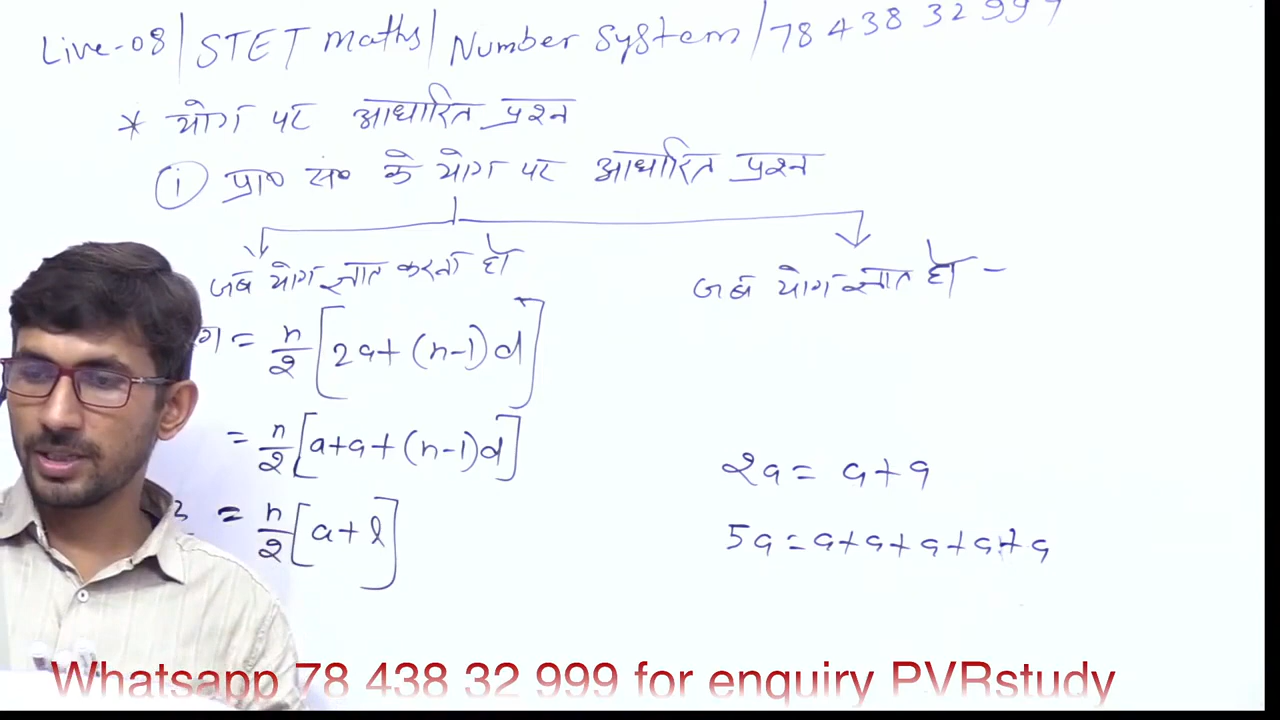 Live-08 | STET maths | Number System | 78 438 32 999
* योग पर आधारित प्रश्न
(i) प्रा० सं० के योग पर आधारित प्रश्न
जब योग ज्ञात करना हो
जब योग ज्ञात हो -
ग = n/2 [2a+(n-1)d]
= n/2 [a+a+(n-1)d]
= n/2 [a+l]
2a = a+a
5a = a+a+a+a+a
Whatsapp 78 438 32 999 for enquiry PVRstudy